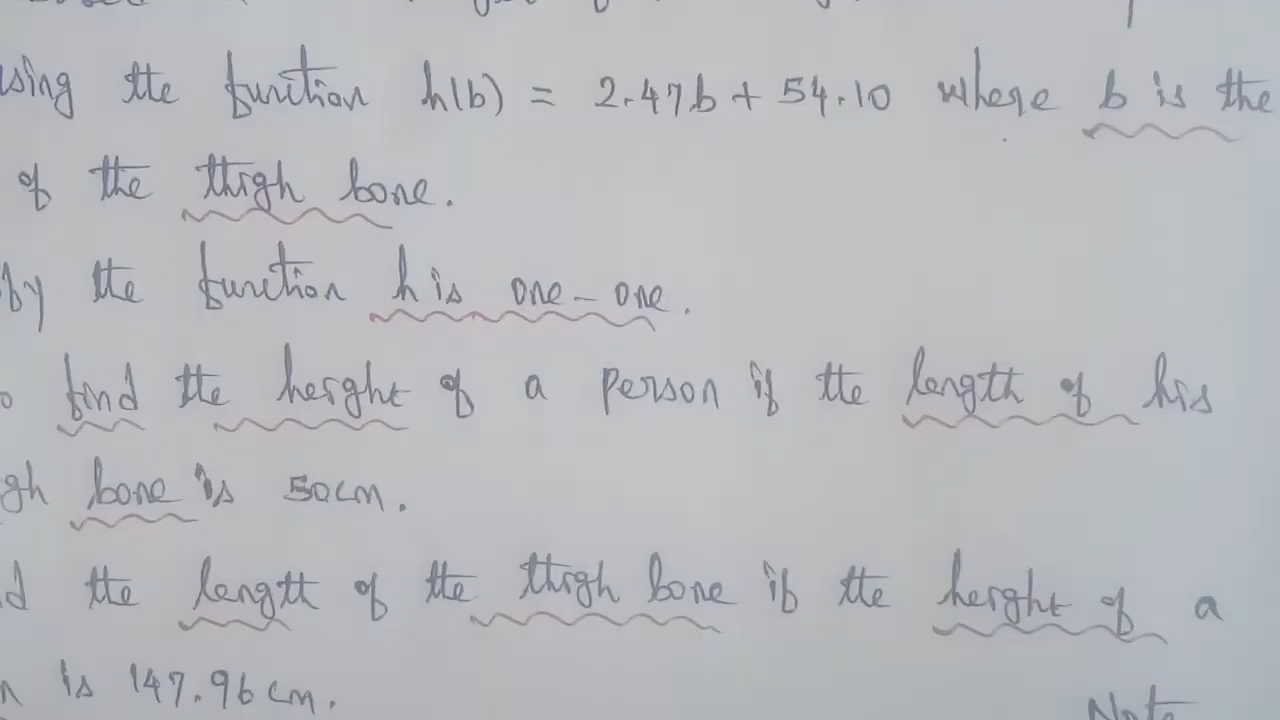 using the function h(b) = 2.47b + 54.10 where b is the
of the thigh bone.
by the function h is one-one.
find the height of a person if the length of his
gh bone is 50cm.
d the length of the thigh bone if the height of a
n is 147.96cm.
Note